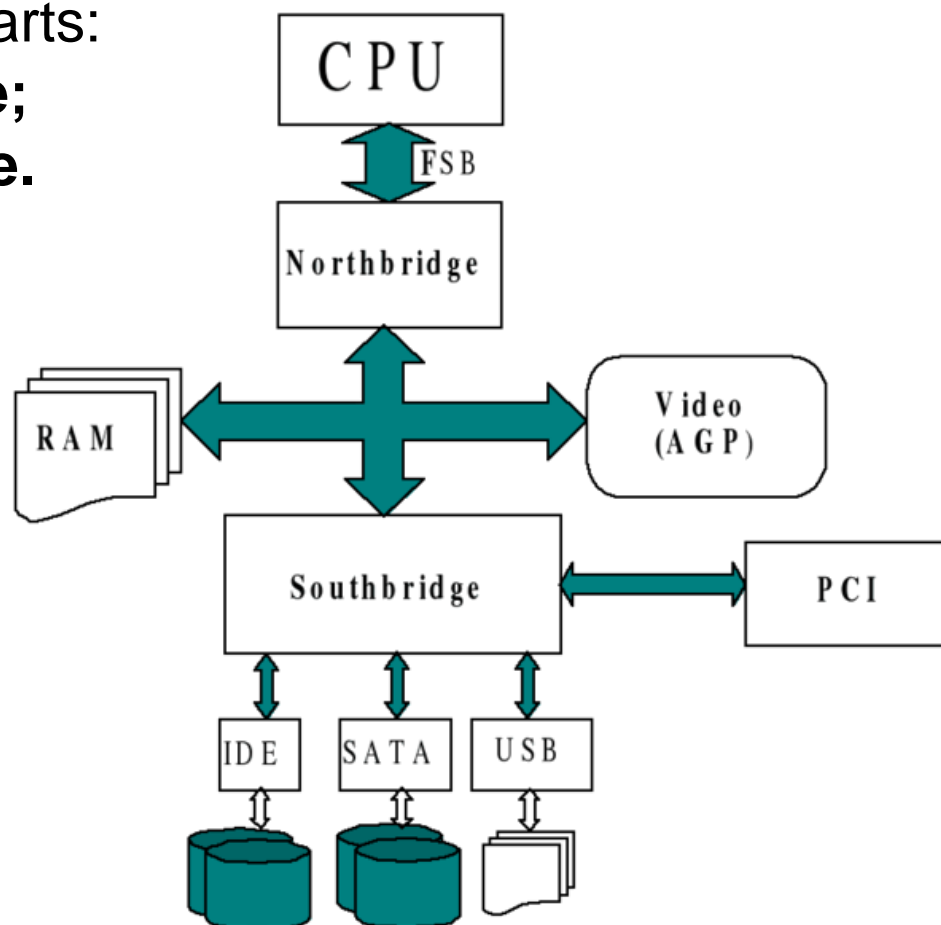 arts:
e;
e.
CPU
FSB
Northbridge
RAM
Video
(AGP)
Southbridge
PCI
IDE
SATA
USB